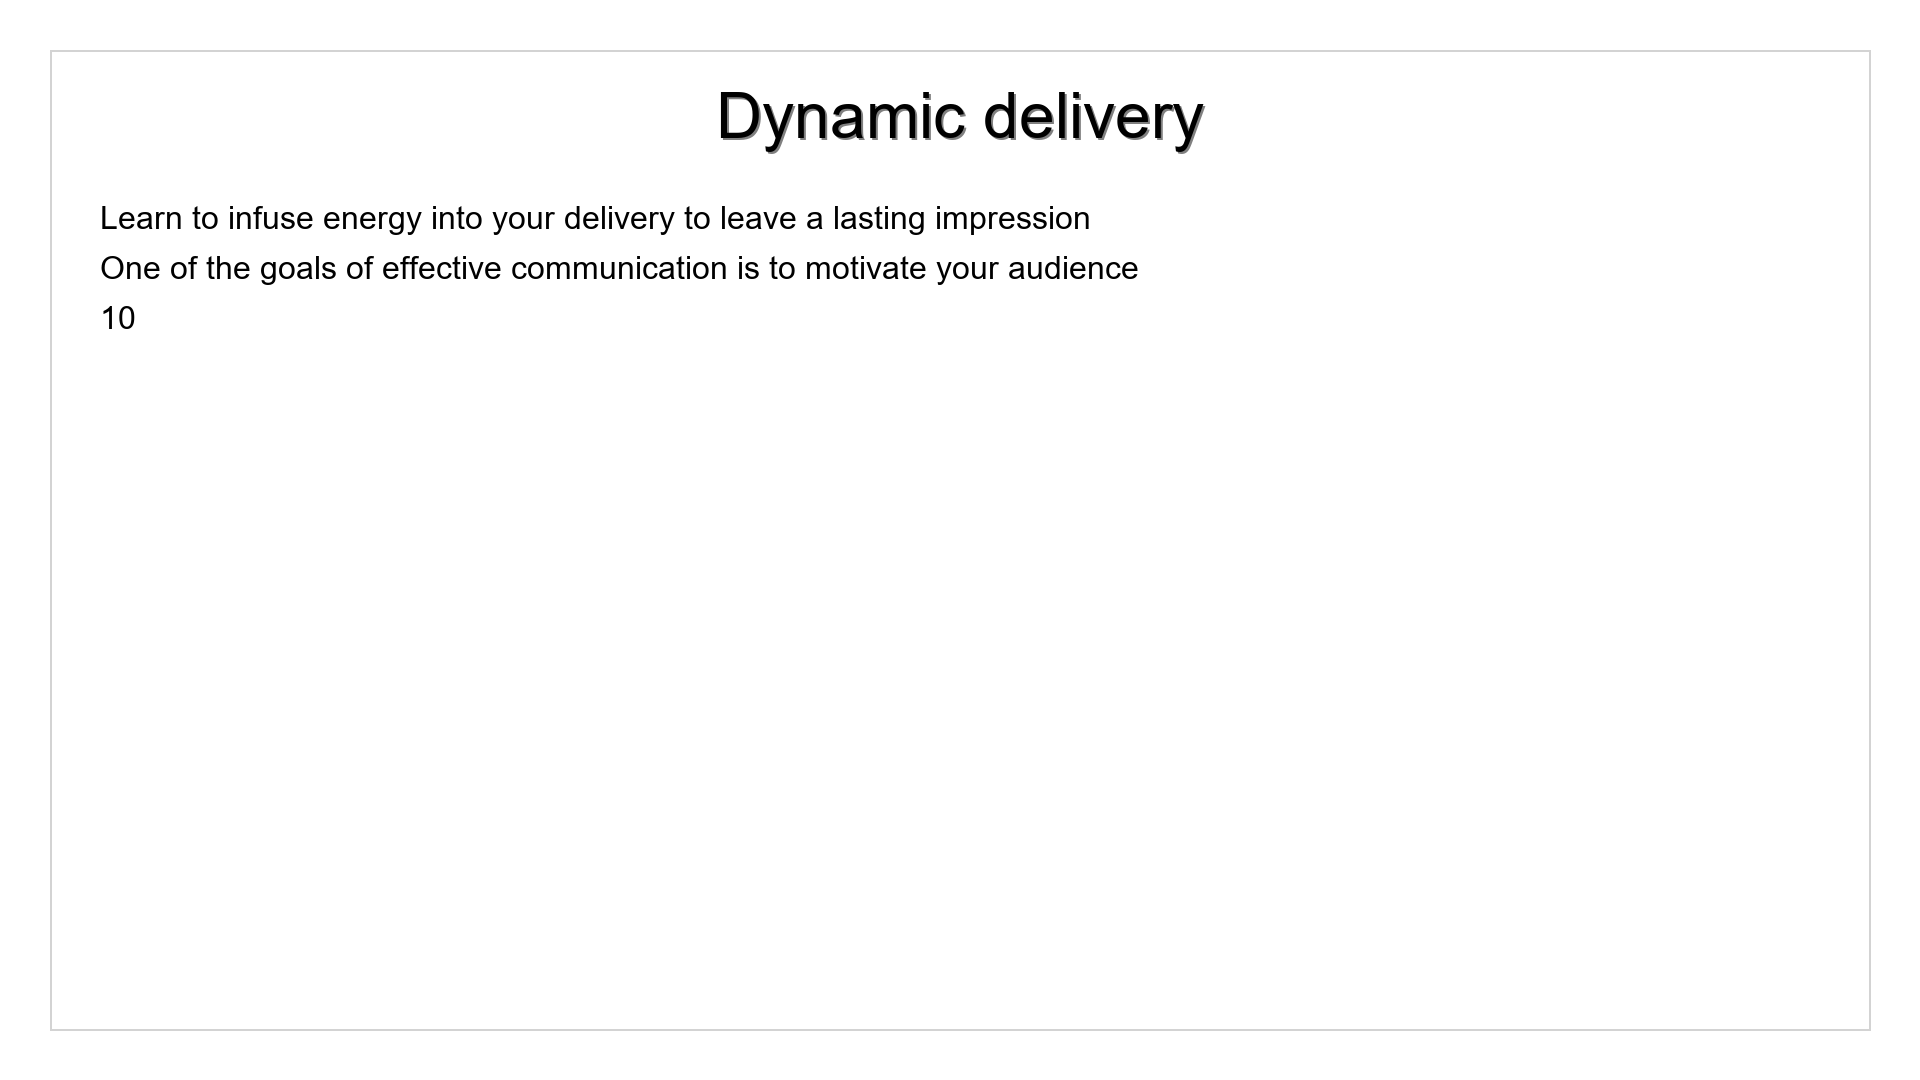 Dynamic delivery
Learn to infuse energy into your delivery to leave a lasting impression
One of the goals of effective communication is to motivate your audience
10